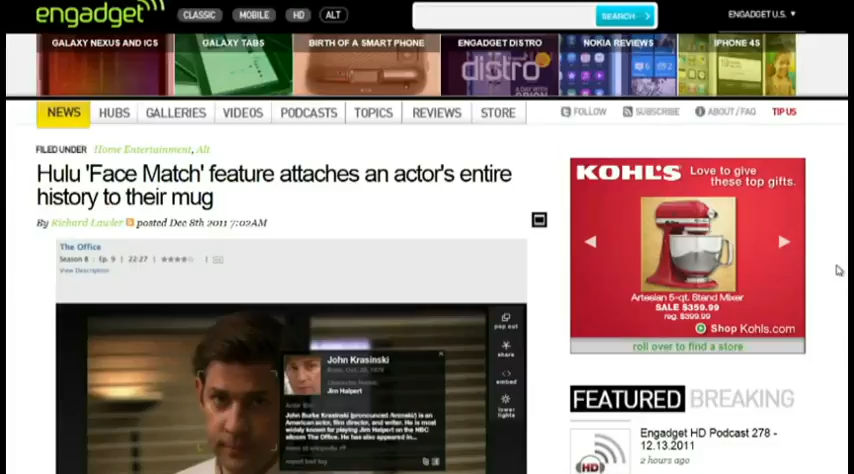 engadget
CLASSIC MOBILE HD ALT
SEARCH
ENGADGET U.S.
GALAXY NEXUS AND ICS
GALAXY TABS
BIRTH OF A SMART PHONE
ENGADGET DISTRO
NOKIA REVIEWS
IPHONE 4S
distro
NEWS HUBS GALLERIES VIDEOS PODCASTS TOPICS REVIEWS STORE
FOLLOW SUBSCRIBE ABOUT / FAQ TIP US
FILED UNDER Home Entertainment, Alt
Hulu 'Face Match' feature attaches an actor's entire
history to their mug
By Richard Lawler posted Dec 8th 2011 7:02AM
The Office
Season 8 : Ep. 9 | 22:27 |
View Description
pop out
share
embed
lower
lights
John Krasinski
Jim Halpert
John Burke Krasinski (pronounced
American actor, film director, and writer. He is most
widely known for playing Jim Halpert on the NBC
sitcom The Office. He has also appeared in...
KOHL'S
Love to give
these top gifts.
Artesian 5-qt. Stand Mixer
SALE $359.99
reg. $399.99
Shop Kohls.com
roll over to find a store
FEATURED BREAKING
Engadget HD Podcast 278 -
12.13.2011
2 hours ago
HD